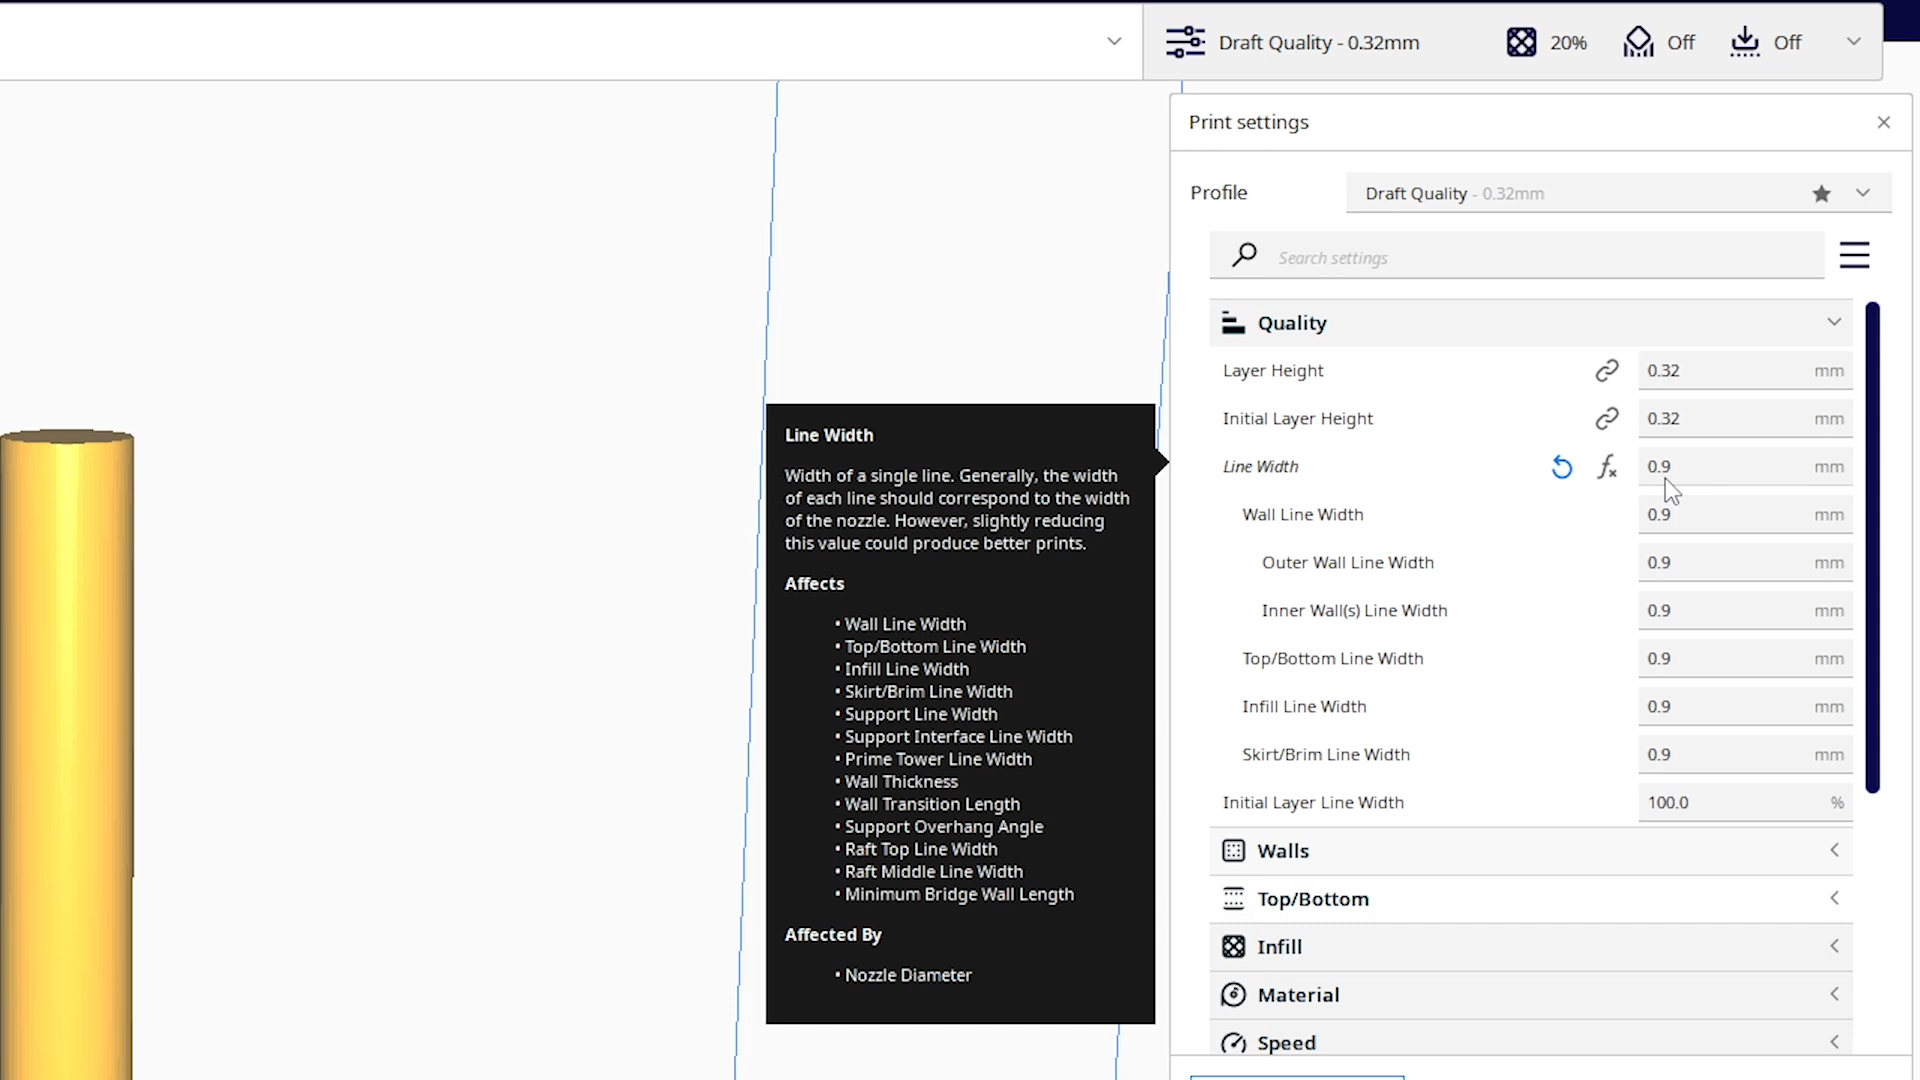 Draft Quality - 0.32mm
20%
Off
Off
Print settings
Profile
Draft Quality - 0.32mm
Search settings
Quality
Layer Height
0.32
mm
Initial Layer Height
0.32
mm
Line Width
0.9
mm
Wall Line Width
0.9
mm
Outer Wall Line Width
0.9
mm
Inner Wall(s) Line Width
0.9
mm
Top/Bottom Line Width
0.9
mm
Infill Line Width
0.9
mm
Skirt/Brim Line Width
0.9
mm
Initial Layer Line Width
100.0
%
Walls
Top/Bottom
Infill
Material
Speed
Line Width
Width of a single line. Generally, the width
of each line should correspond to the width
of the nozzle. However, slightly reducing
this value could produce better prints.
Affects
• Wall Line Width
• Top/Bottom Line Width
• Infill Line Width
• Skirt/Brim Line Width
• Support Line Width
• Support Interface Line Width
• Prime Tower Line Width
• Wall Thickness
• Wall Transition Length
• Support Overhang Angle
• Raft Top Line Width
• Raft Middle Line Width
• Minimum Bridge Wall Length
Affected By
• Nozzle Diameter